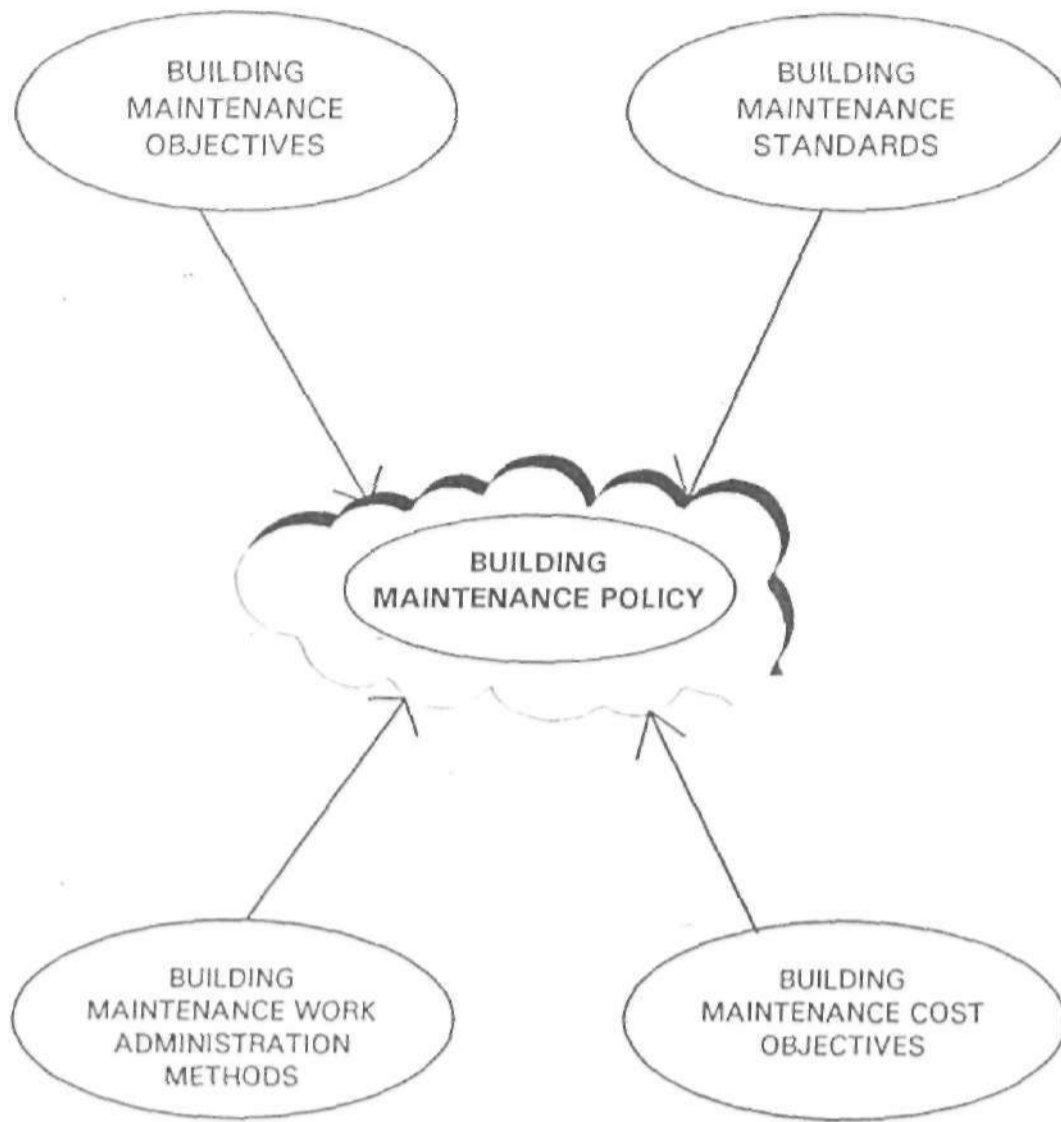 BUILDING
MAINTENANCE
OBJECTIVES
BUILDING
MAINTENANCE
STANDARDS
BUILDING
MAINTENANCE POLICY
BUILDING
MAINTENANCE WORK
ADMINISTRATION
METHODS
BUILDING
MAINTENANCE COST
OBJECTIVES